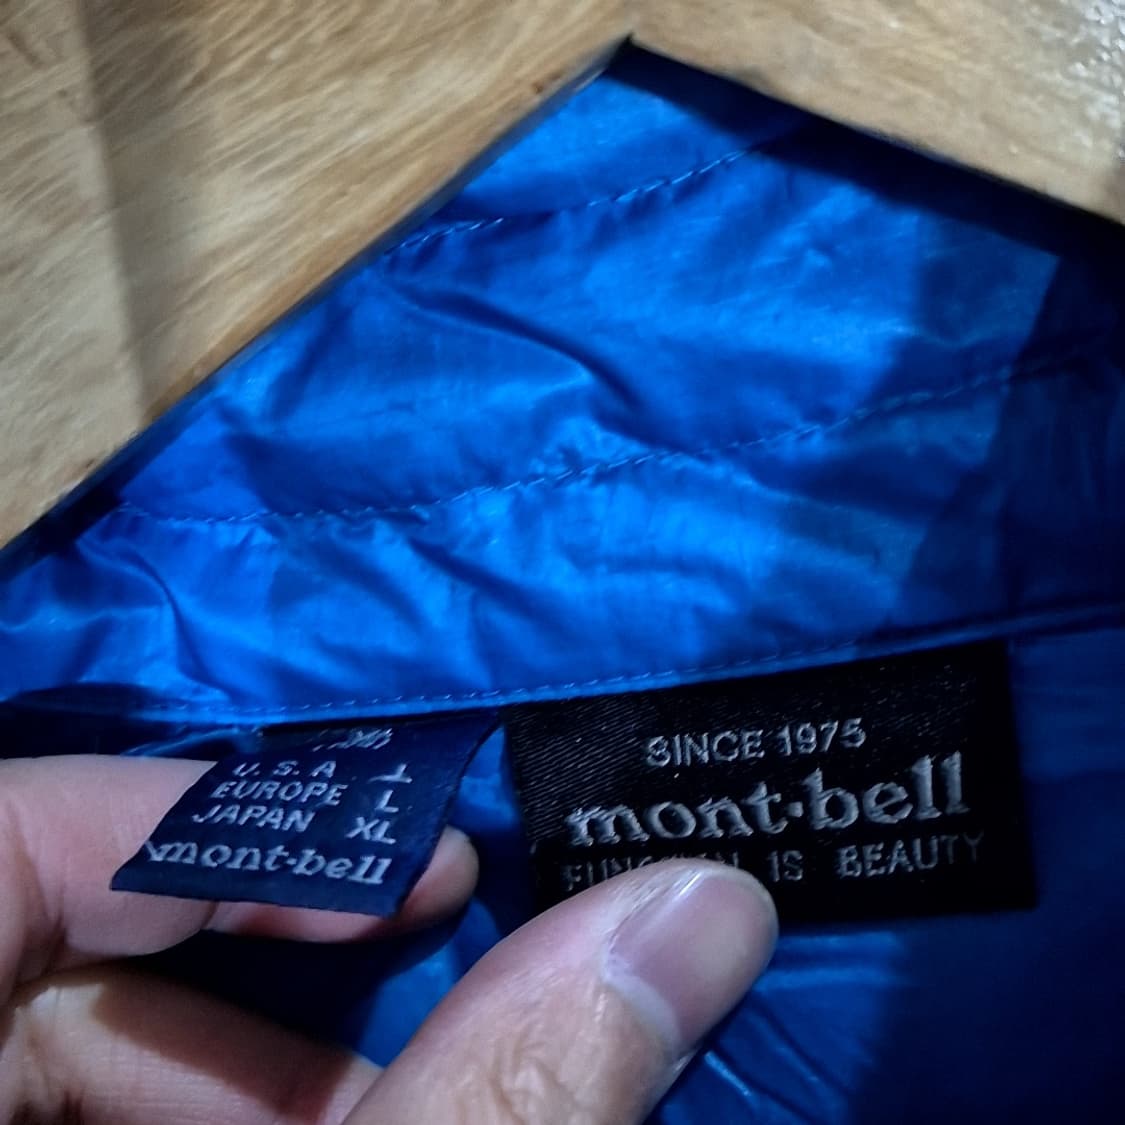 U.S.A L
EUROPE L
JAPAN XL
mont-bell
SINCE 1975
mont-bell
IS BEAUTY